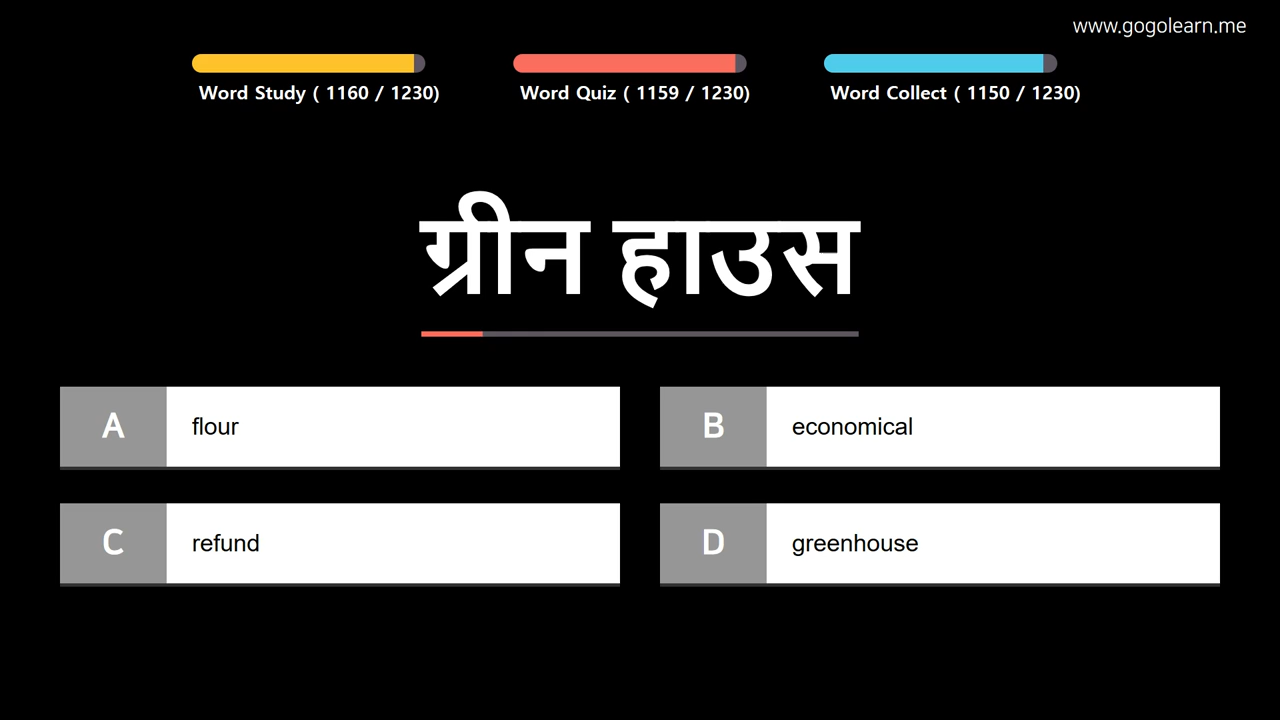 www.gogolearn.me
Word Study ( 1160 / 1230)
Word Quiz ( 1159 / 1230)
Word Collect ( 1150 / 1230)
ग्रीन हाउस
A flour
B economical
C refund
D greenhouse